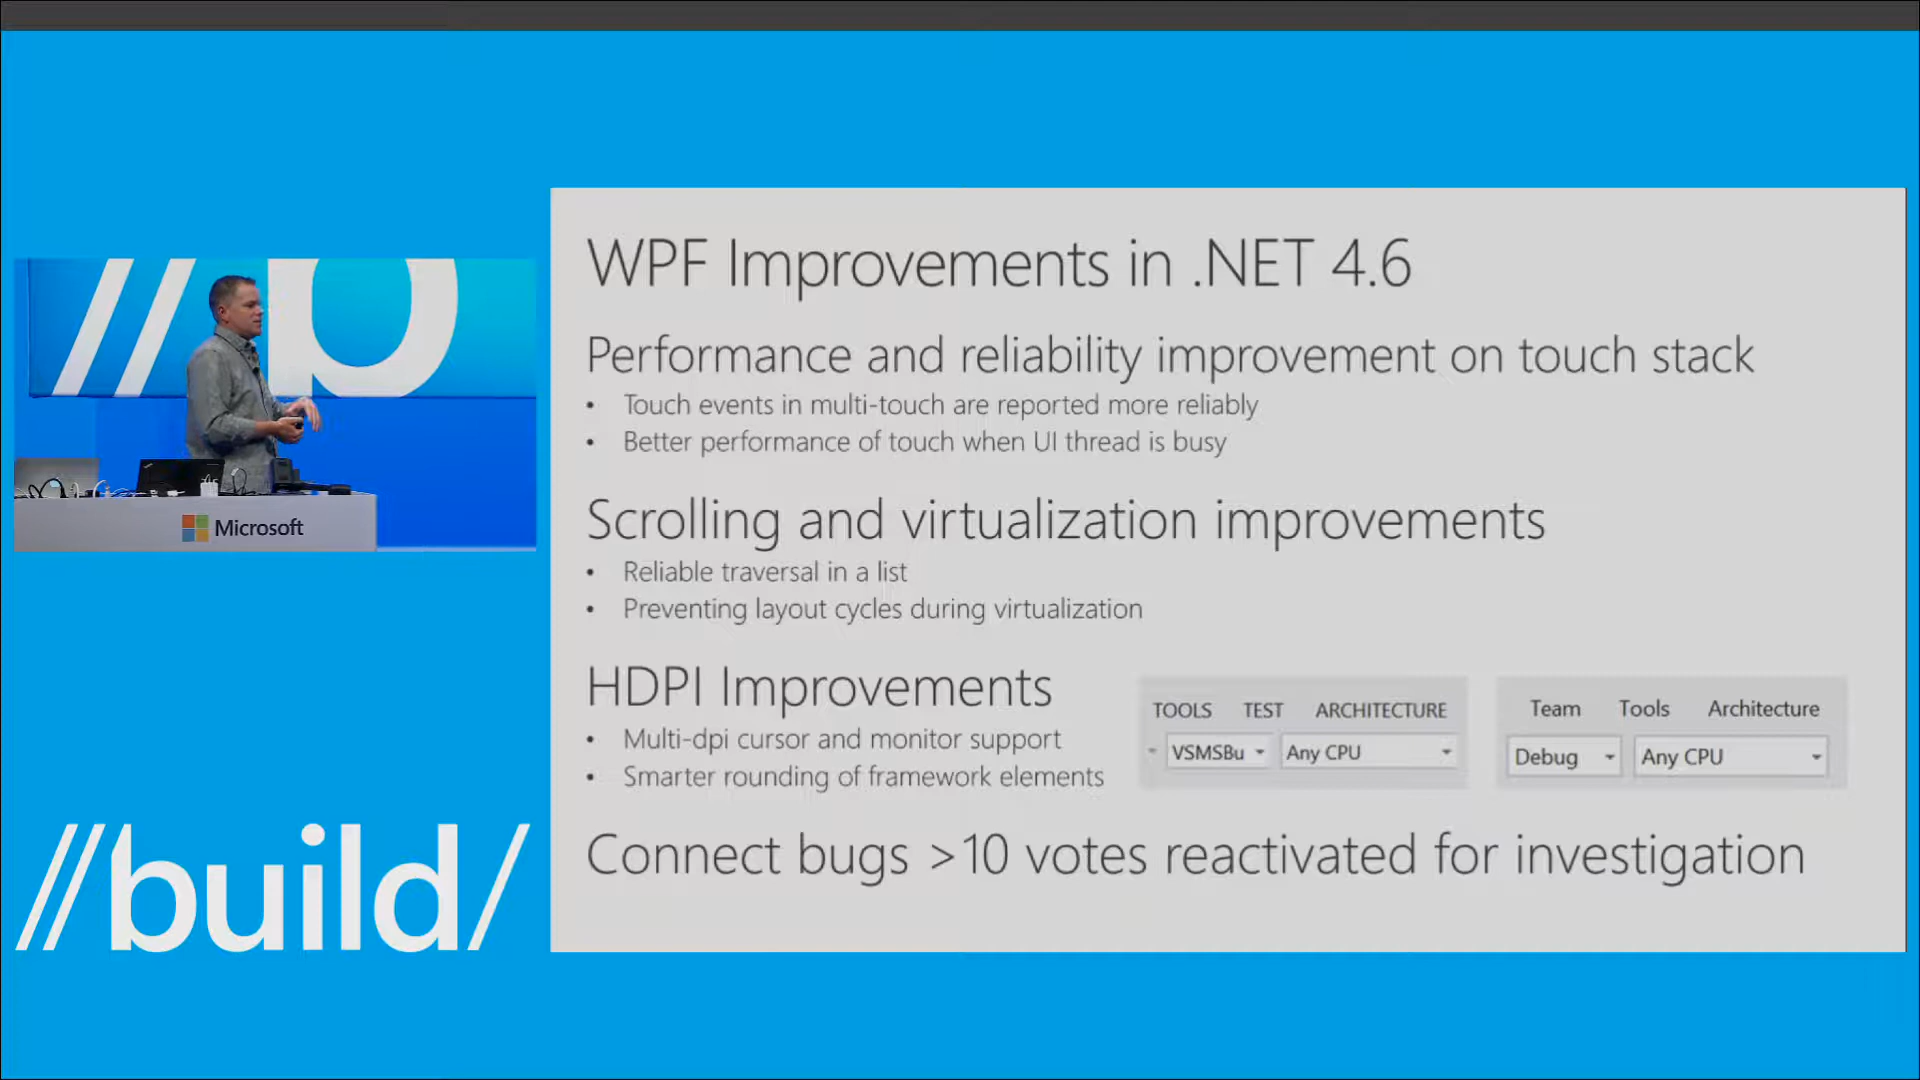 //b
Microsoft
//build/
WPF Improvements in .NET 4.6
Performance and reliability improvement on touch stack
• Touch events in multi-touch are reported more reliably
• Better performance of touch when UI thread is busy
Scrolling and virtualization improvements
• Reliable traversal in a list
• Preventing layout cycles during virtualization
HDPI Improvements
• Multi-dpi cursor and monitor support
• Smarter rounding of framework elements
TOOLS TEST ARCHITECTURE
VSMSBu Any CPU
Team Tools Architecture
Debug Any CPU
Connect bugs >10 votes reactivated for investigation